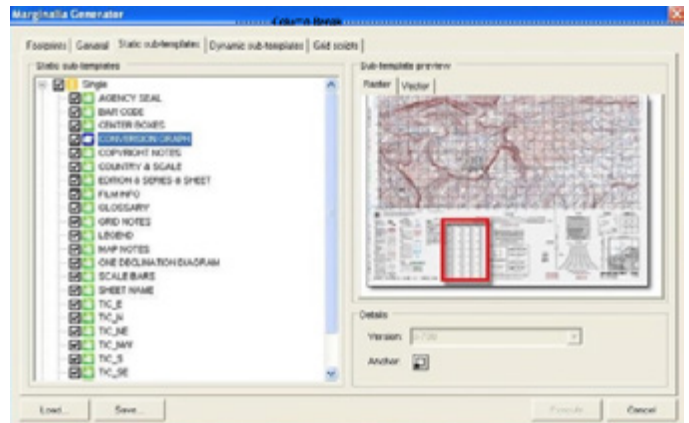 Marginalia Generator
Column Break
Footprints General Static sub-templates Dynamic sub-templates Grid scripts
Static sub-templates
Single
AGENCY SEAL
BAR CODE
CENTER BOXES
CONVERSION GRAPH
COPYRIGHT NOTES
COUNTRY & SCALE
EDITION & SERIES & SHEET
FILM INFO
GLOSSARY
GRID NOTES
LEGEND
MAP NOTES
ONE DECLINATION DIAGRAM
SCALE BARS
SHEET NAME
TIC_E
TIC_N
TIC_NE
TIC_NW
TIC_S
TIC_SE
Sub-template preview
Raster Vector
Details
Version:
Anchor:
Load... Save... Execute Cancel